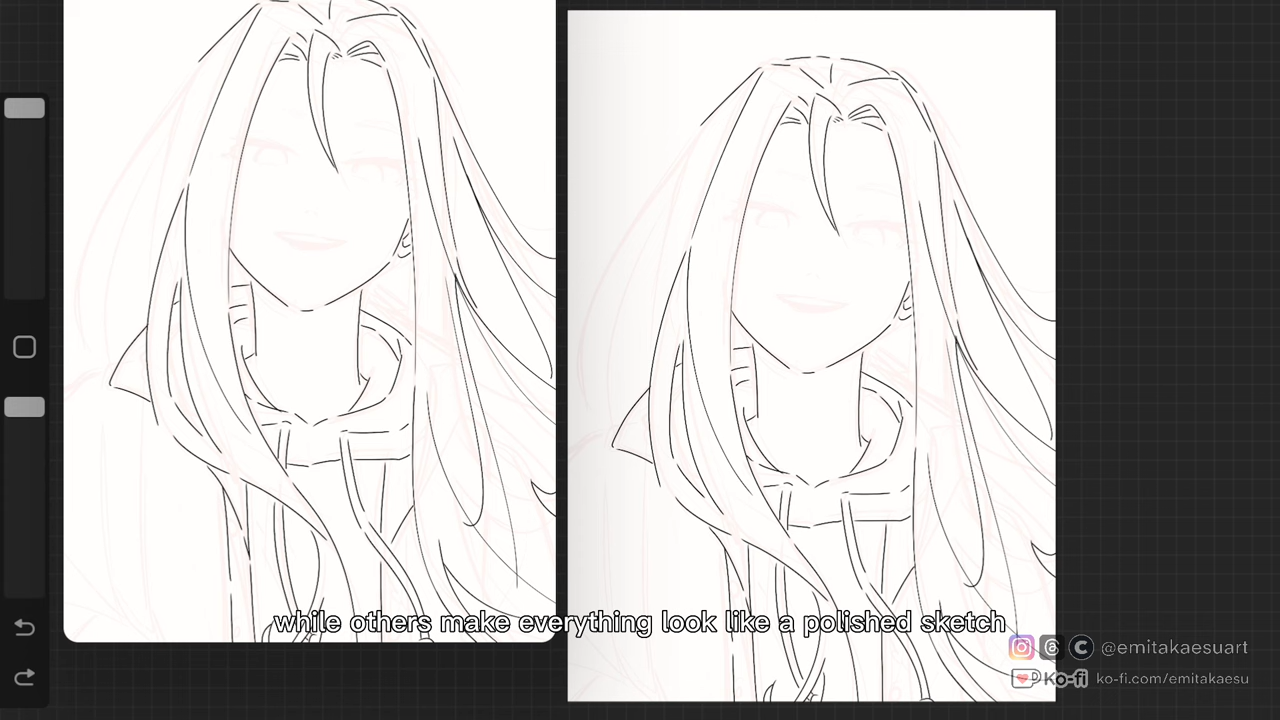 while others make everything look like a polished sketch
@emitakaesuart
Ko-fi ko-fi.com/emitakaesu